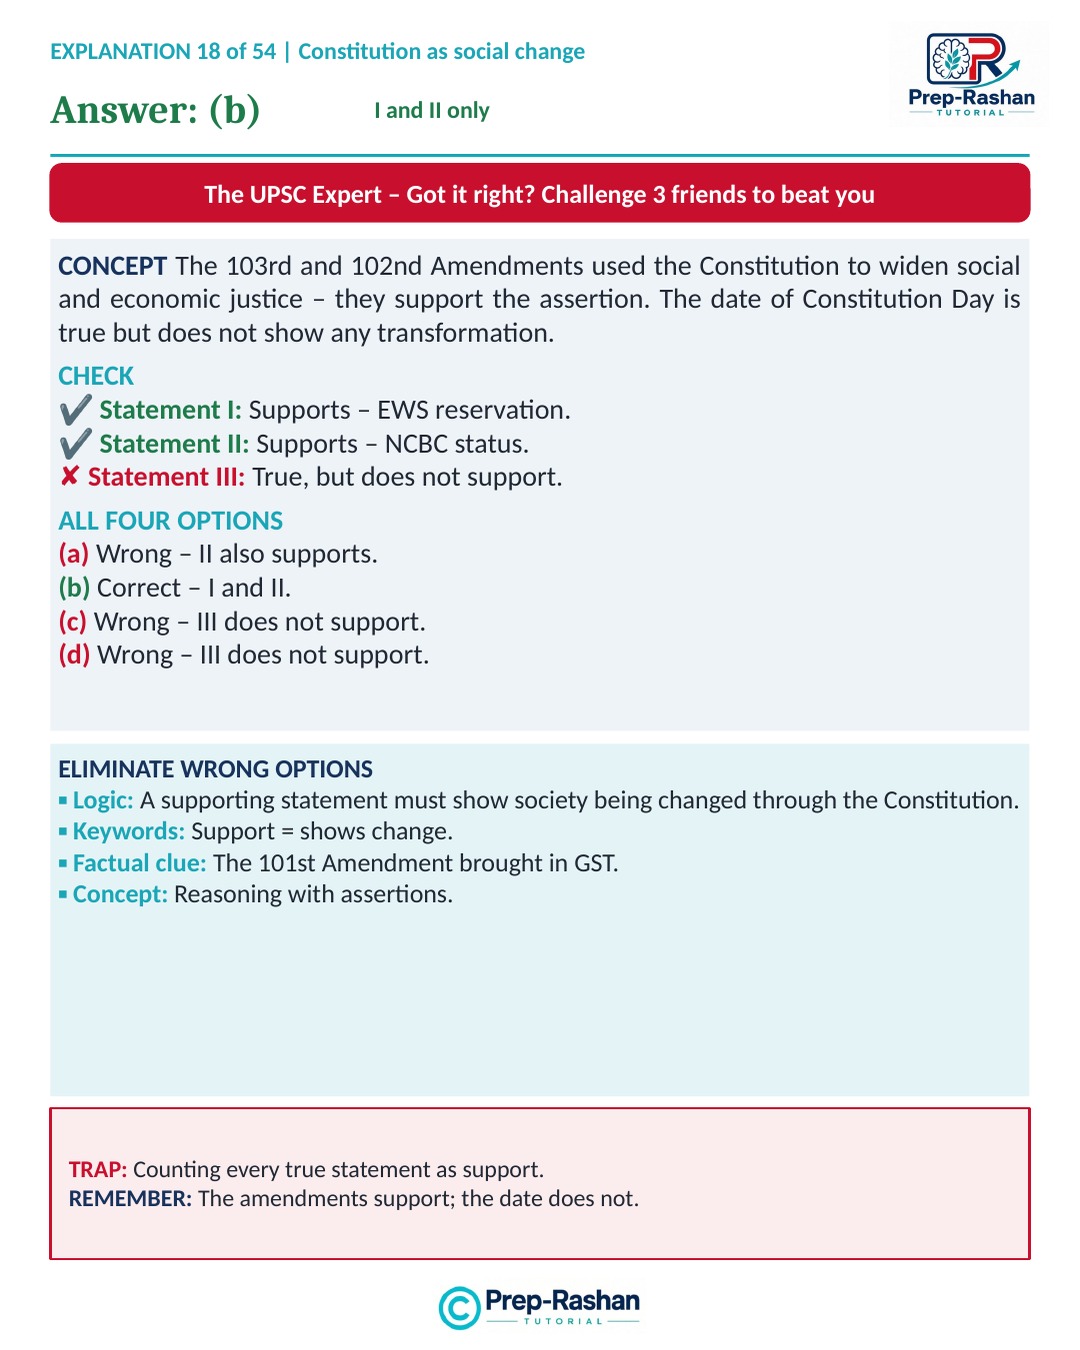 EXPLANATION 18 of 54 | Constitution as social change
Prep-Rashan
TUTORIAL
Answer: (b)
I and II only
The UPSC Expert – Got it right? Challenge 3 friends to beat you
CONCEPT The 103rd and 102nd Amendments used the Constitution to widen social
and economic justice – they support the assertion. The date of Constitution Day is
true but does not show any transformation.
CHECK
✔ Statement I: Supports – EWS reservation.
✔ Statement II: Supports – NCBC status.
✘ Statement III: True, but does not support.
ALL FOUR OPTIONS
(a) Wrong – II also supports.
(b) Correct – I and II.
(c) Wrong – III does not support.
(d) Wrong – III does not support.
ELIMINATE WRONG OPTIONS
▪ Logic: A supporting statement must show society being changed through the Constitution.
▪ Keywords: Support = shows change.
▪ Factual clue: The 101st Amendment brought in GST.
▪ Concept: Reasoning with assertions.
TRAP: Counting every true statement as support.
REMEMBER: The amendments support; the date does not.
© Prep-Rashan
TUTORIAL